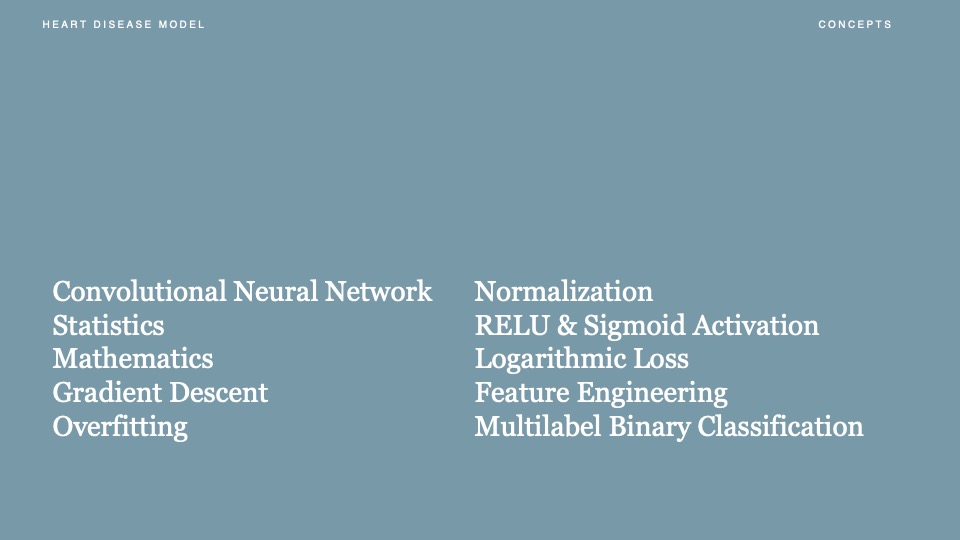 HEART DISEASE MODEL
CONCEPTS
Convolutional Neural Network
Statistics
Mathematics
Gradient Descent
Overfitting
Normalization
RELU & Sigmoid Activation
Logarithmic Loss
Feature Engineering
Multilabel Binary Classification